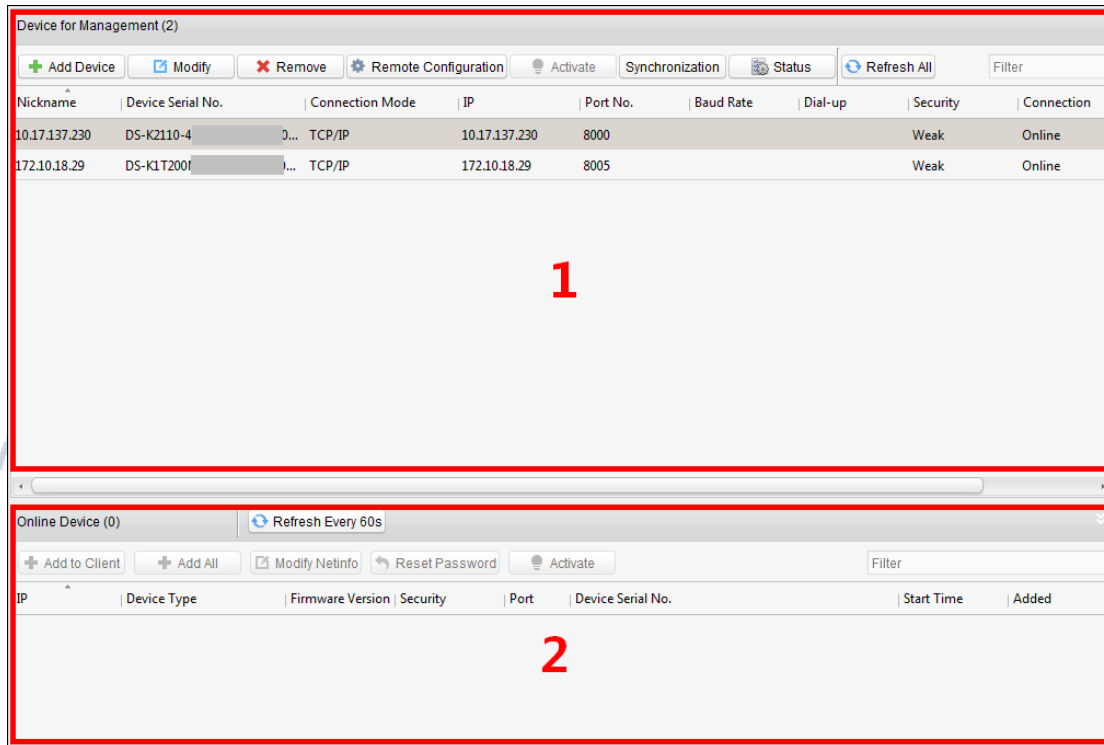 Device for Management (2)
Add Device Modify Remove Remote Configuration Activate Synchronization Status Refresh All Filter
Nickname Device Serial No. Connection Mode IP Port No. Baud Rate Dial-up Security Connection
10.17.137.230 DS-K2110-4 0... TCP/IP 10.17.137.230 8000 Weak Online
172.10.18.29 DS-K1T200 ... TCP/IP 172.10.18.29 8005 Weak Online
1
Online Device (0) Refresh Every 60s
Add to Client Add All Modify Netinfo Reset Password Activate Filter
IP Device Type Firmware Version Security Port Device Serial No. Start Time Added
2